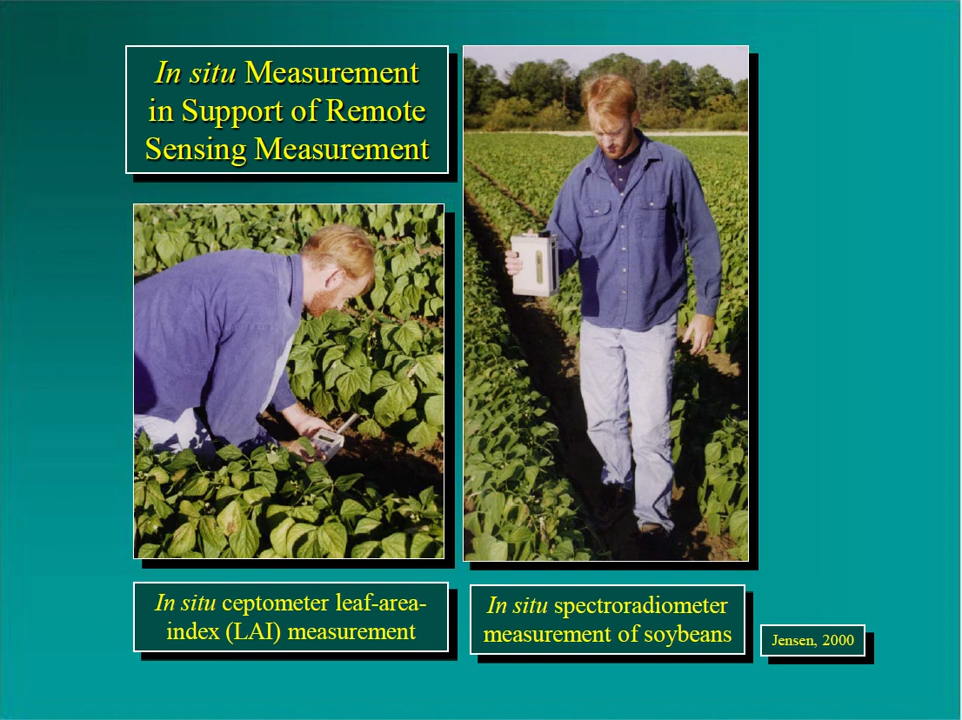 In situ Measurement
in Support of Remote
Sensing Measurement
In situ ceptometer leaf-area-
index (LAI) measurement
In situ spectroradiometer
measurement of soybeans
Jensen, 2000